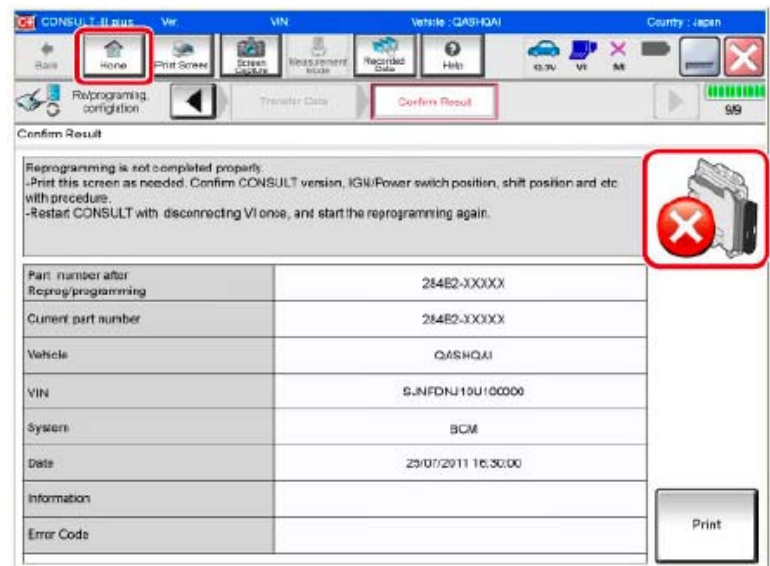 CONSULT-III plus Ver. VIN: Vehicle : QASHQAI Country : Japan
Back Home Print Screen Screen Capture Measurement Mode Recorded Data Help 12.3V VI MI
Re/programing, configration Transfer Data Confirm Result 9/9
Confirm Result
Reprogramming is not completed properly.
-Print this screen as needed. Confirm CONSULT version, IGN/Power switch position, shift position and etc
with procedure.
-Restart CONSULT with disconnecting VI once, and start the reprogramming again.
Part number after
Reprog/programming
284B2-XXXXX
Current part number 284B2-XXXXX
Vehicle QASHQAI
VIN
System BCM
Date 25/07/2011 16:30:00
Information
Error Code
Print